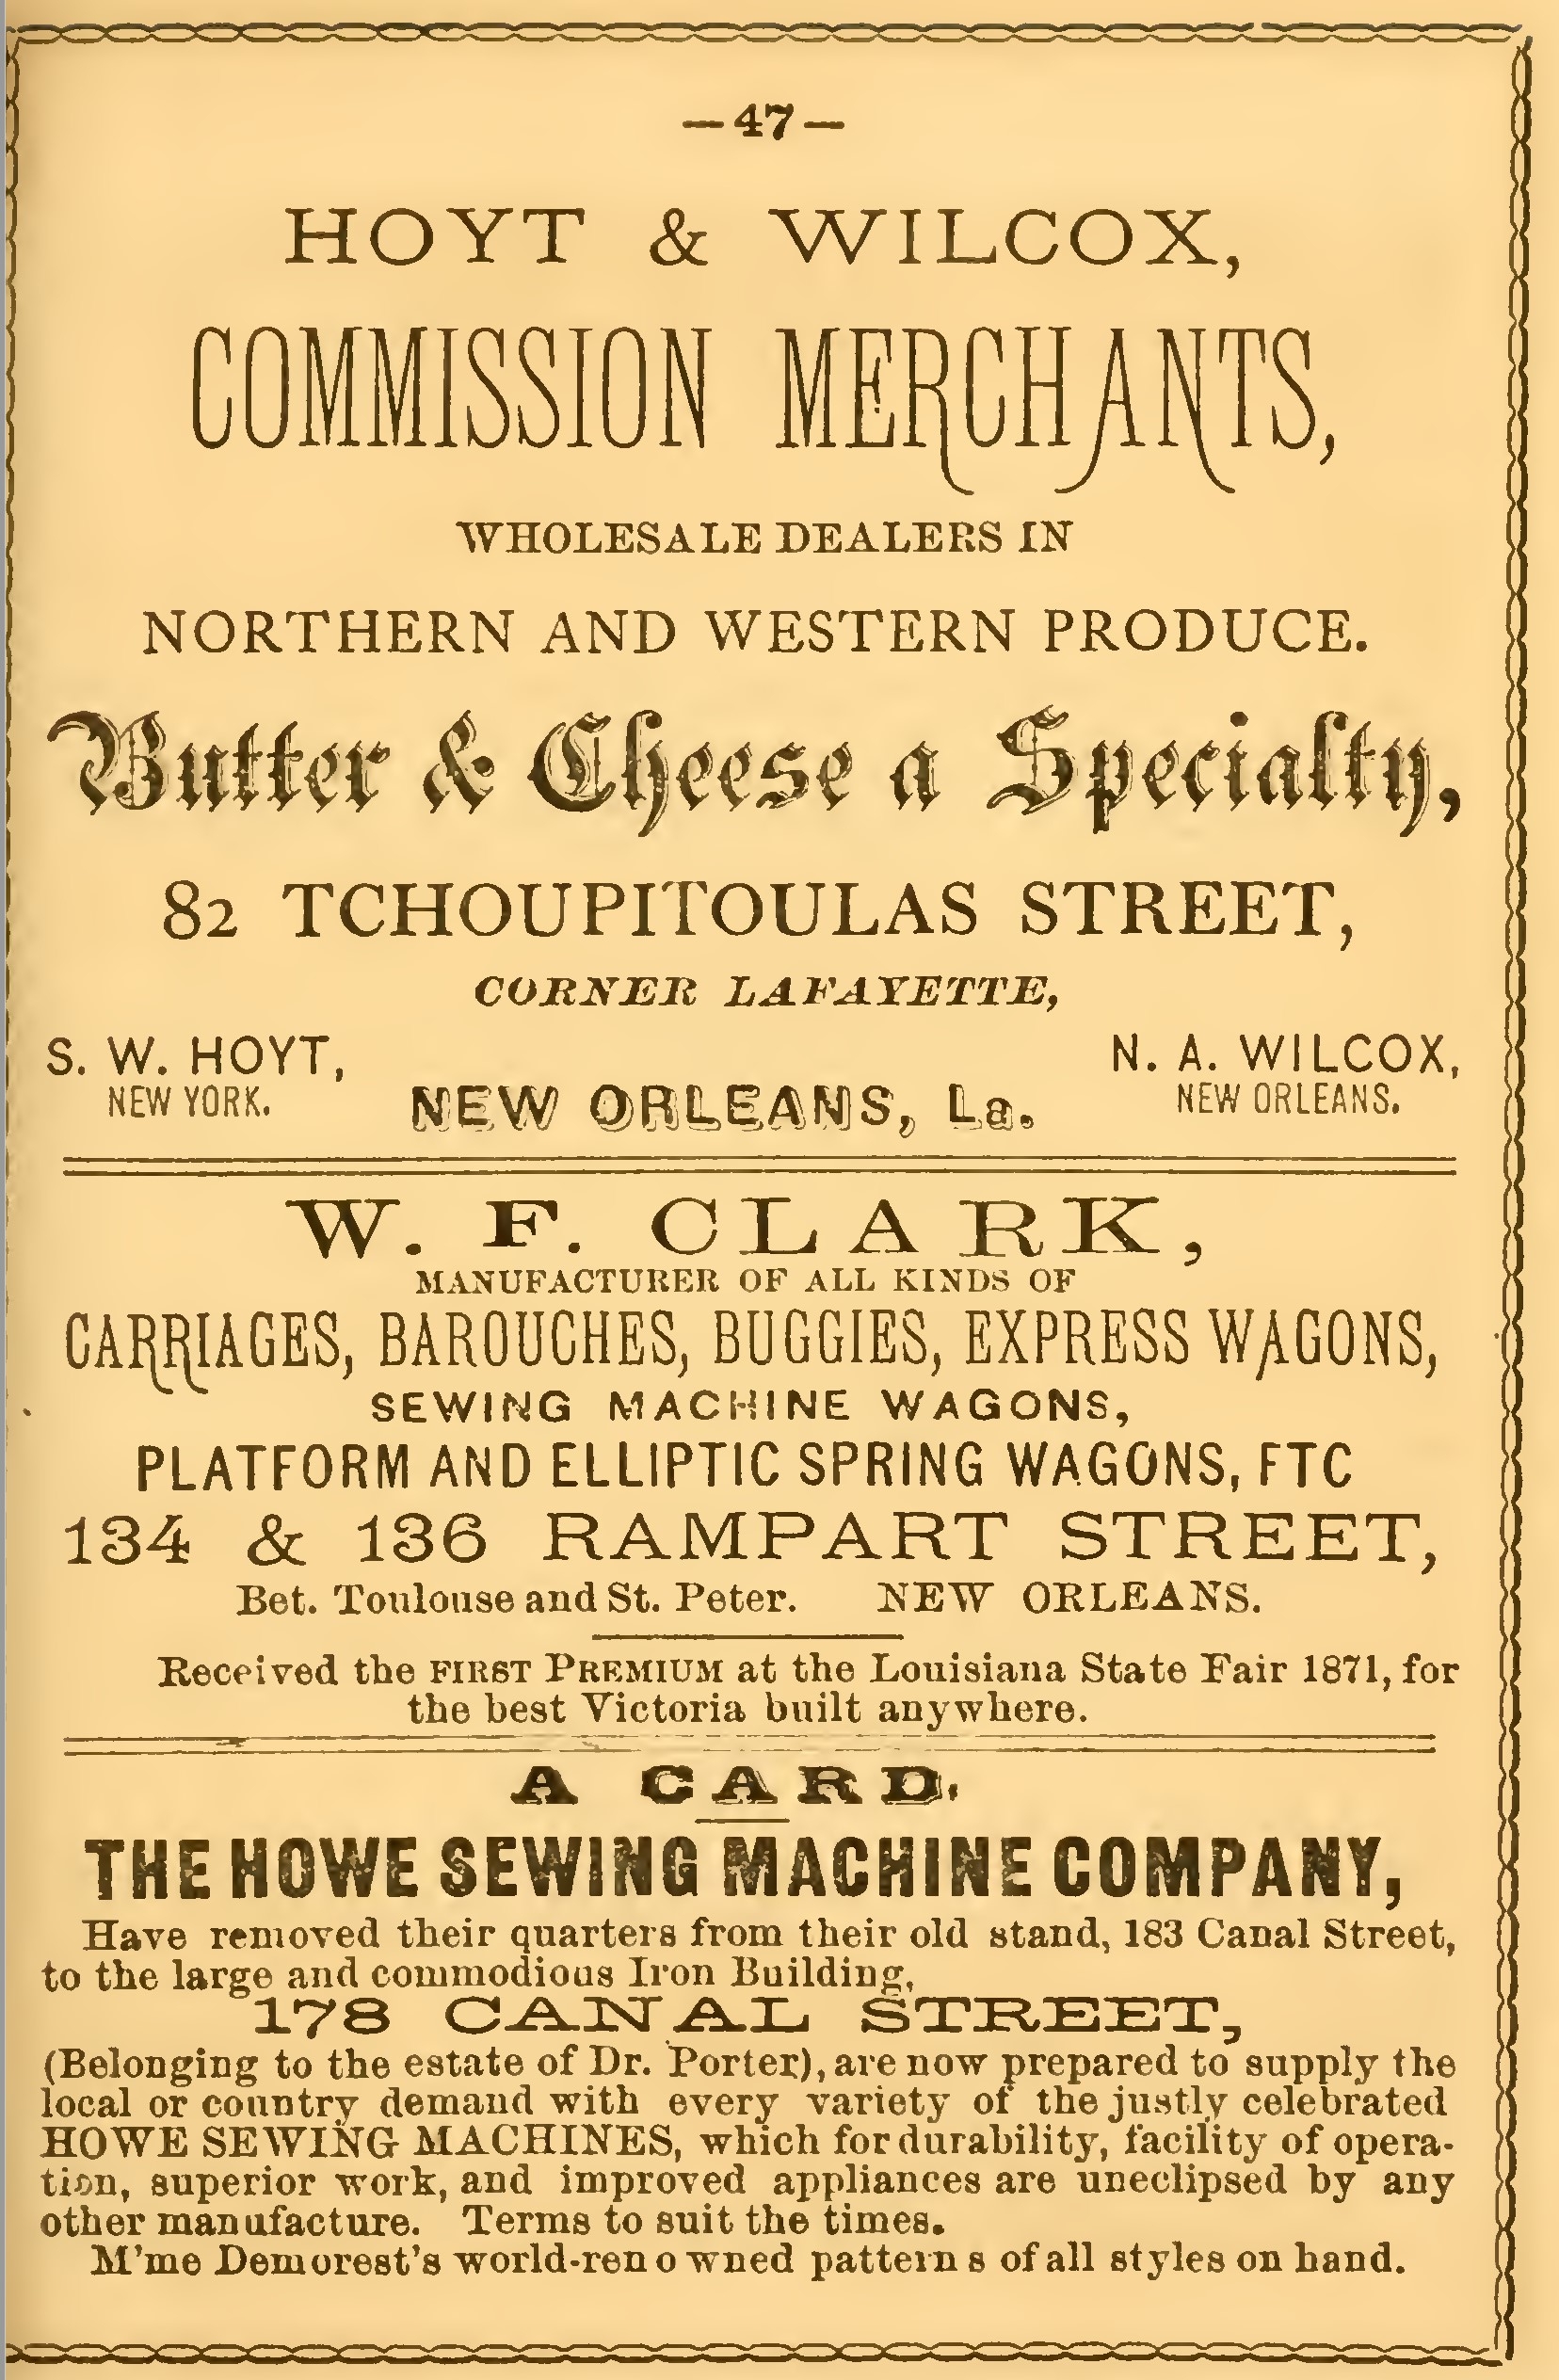 —47—
HOYT & WILCOX,
COMMISSION MERCHANTS,
WHOLESALE DEALERS IN
NORTHERN AND WESTERN PRODUCE.
Butter & Cheese a Specialty,
82 TCHOUPITOULAS STREET,
CORNER LAFAYETTE,
S. W. HOYT,
NEW YORK.
NEW ORLEANS, La.
N. A. WILCOX,
NEW ORLEANS.
W. F. CLARK,
MANUFACTURER OF ALL KINDS OF
CARRIAGES, BAROUCHES, BUGGIES, EXPRESS WAGONS,
SEWING MACHINE WAGONS,
PLATFORM AND ELLIPTIC SPRING WAGONS, FTC
134 & 136 RAMPART STREET,
Bet. Toulouse and St. Peter. NEW ORLEANS.
Received the FIRST PREMIUM at the Louisiana State Fair 1871, for
the best Victoria built anywhere.
A CARD.
THE HOWE SEWING MACHINE COMPANY,
Have removed their quarters from their old stand, 183 Canal Street,
to the large and commodious Iron Building,
178 CANAL STREET,
(Belonging to the estate of Dr. Porter), are now prepared to supply the
local or country demand with every variety of the justly celebrated
HOWE SEWING MACHINES, which for durability, facility of opera-
tion, superior work, and improved appliances are uneclipsed by any
other manufacture. Terms to suit the times.
M'me Demorest's world-renowned patterns of all styles on hand.